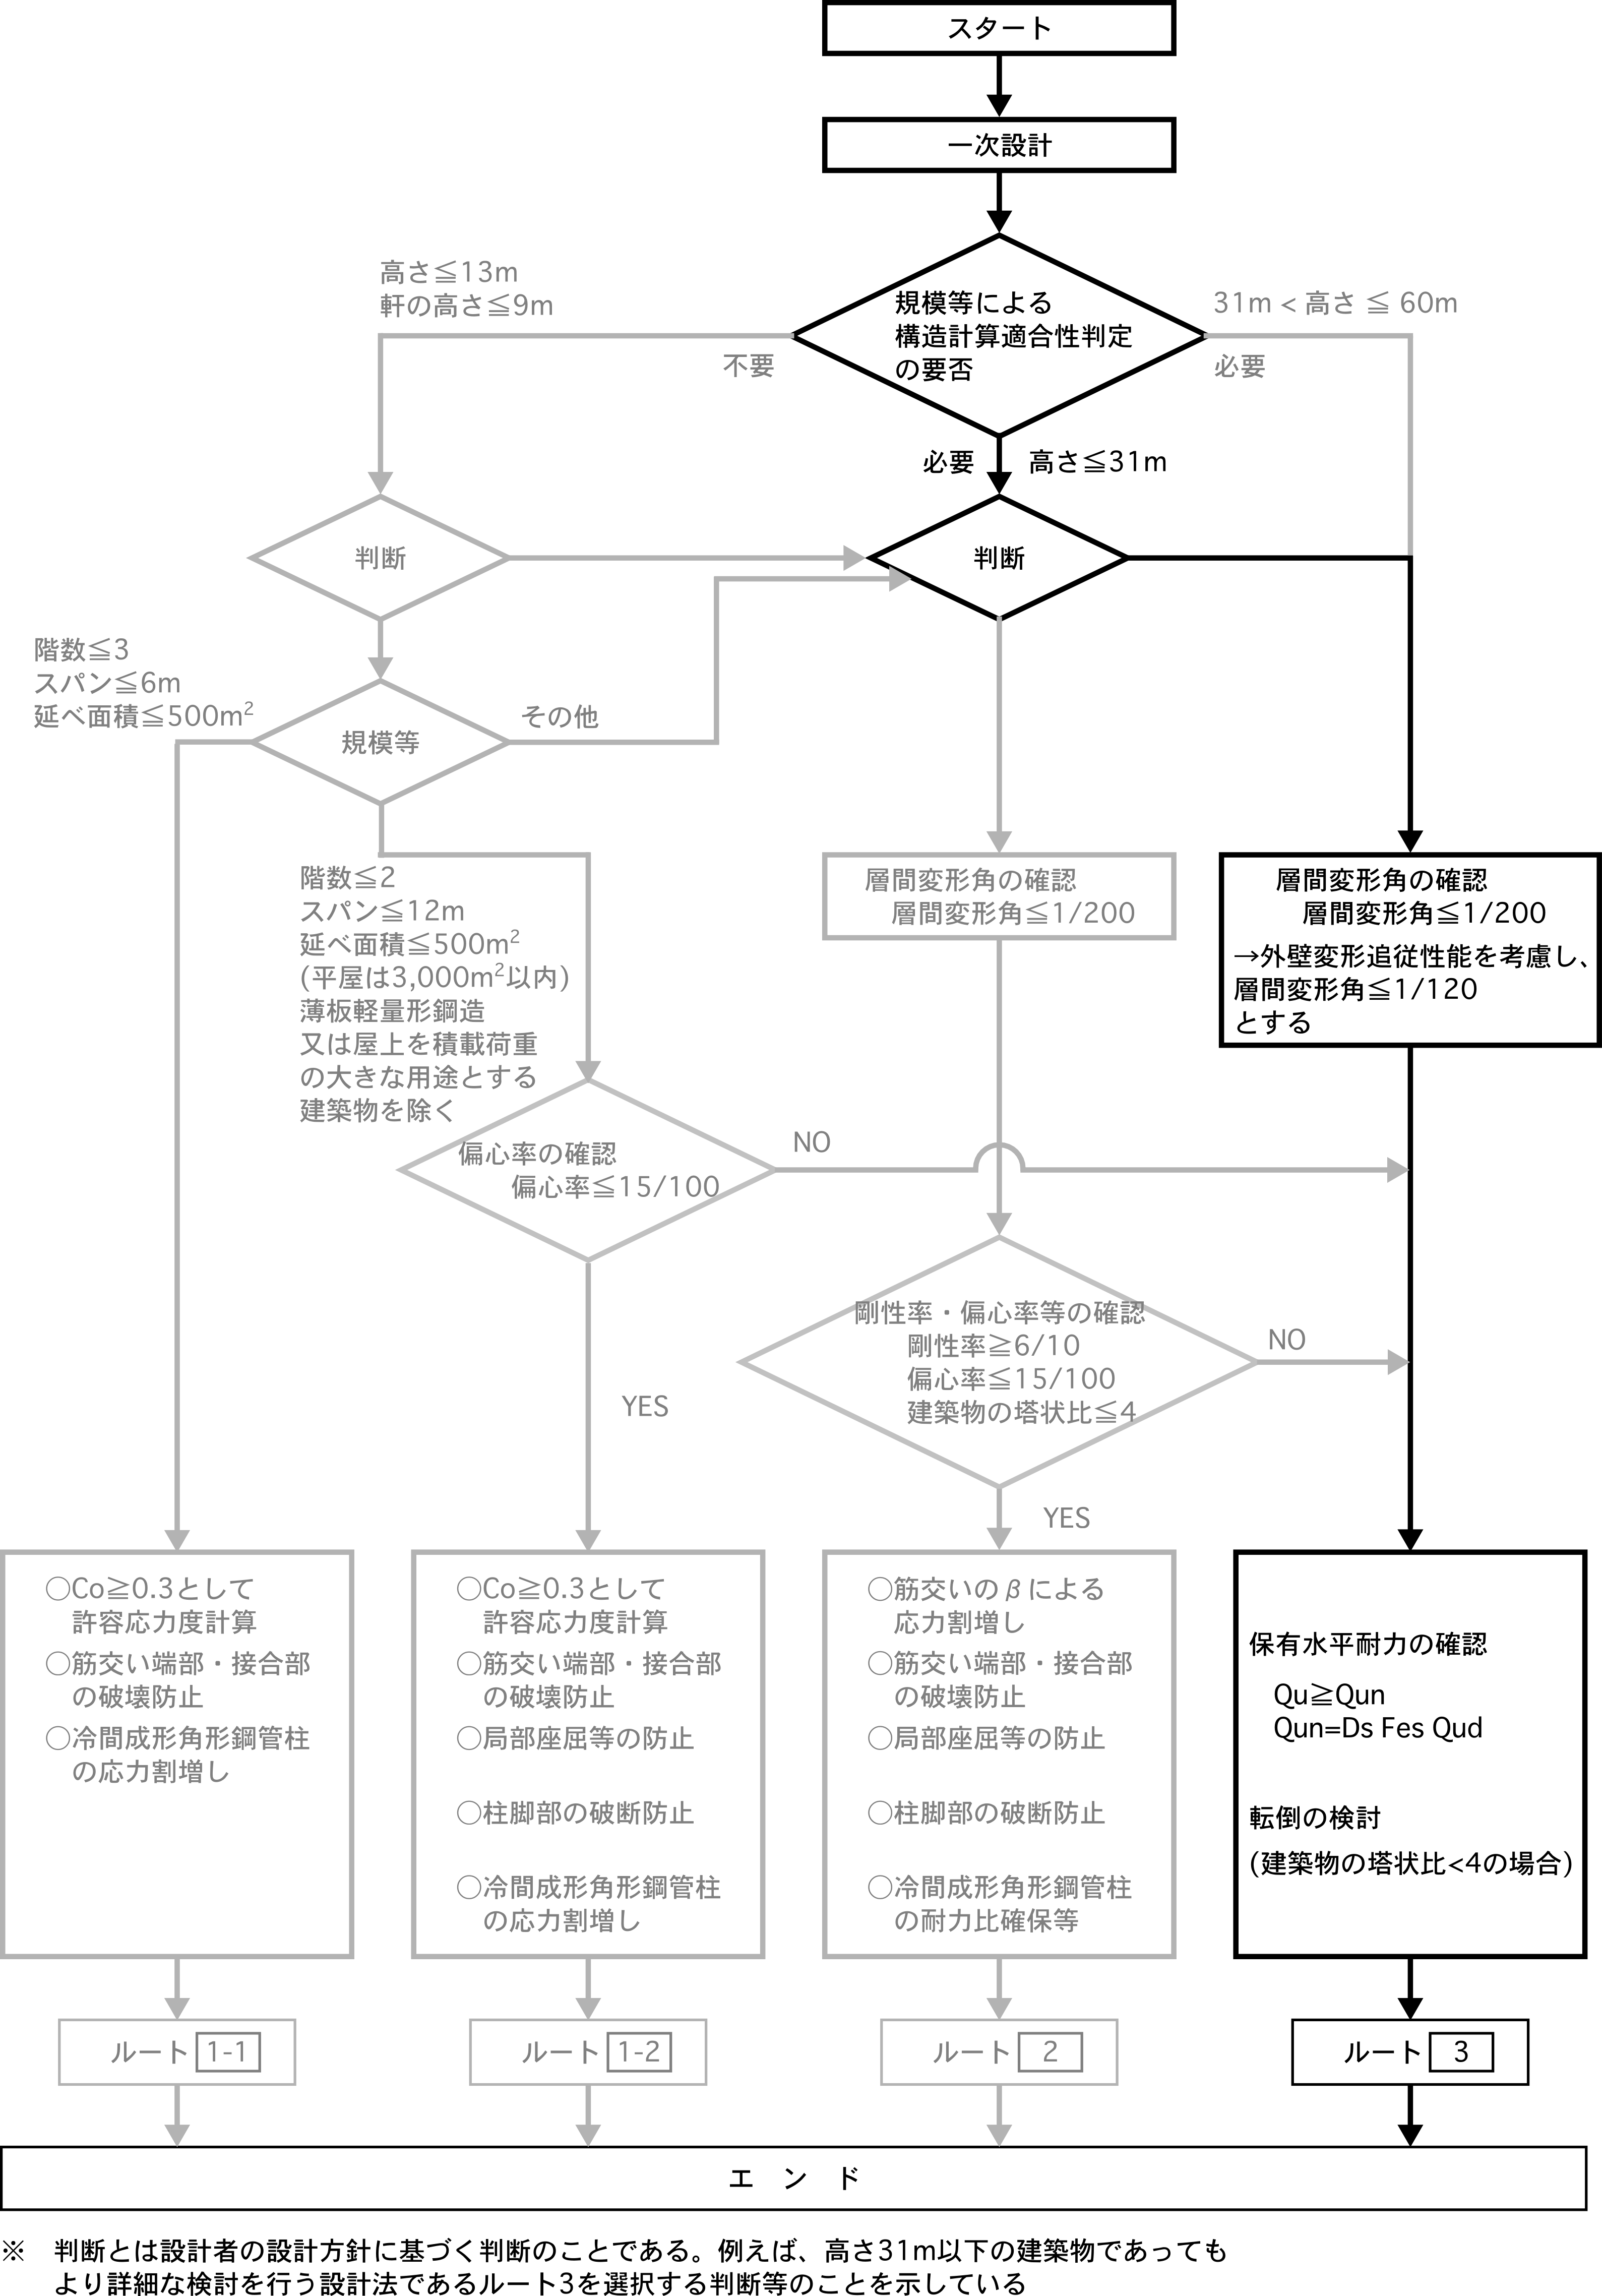 スタート
一次設計
規模等による
構造計算適合性判定
の要否
高さ≦13m
軒の高さ≦9m
不要
31m < 高さ ≦ 60m
必要
必要 高さ≦31m
判断
判断
階数≦3
スパン≦6m
延べ面積≦500m²
規模等
その他
階数≦2
スパン≦12m
延べ面積≦500m²
(平屋は3,000m²以内)
薄板軽量形鋼造
又は屋上を積載荷重
の大きな用途とする
建築物を除く
層間変形角の確認
層間変形角≦1/200
層間変形角の確認
層間変形角≦1/200
→外壁変形追従性能を考慮し、
層間変形角≦1/120
とする
偏心率の確認
偏心率≦15/100
NO
YES
剛性率・偏心率等の確認
剛性率≧6/10
偏心率≦15/100
建築物の塔状比≦4
NO
YES
○Co≧0.3として
許容応力度計算
○筋交い端部・接合部
の破壊防止
○冷間成形角形鋼管柱
の応力割増し
○Co≧0.3として
許容応力度計算
○筋交い端部・接合部
の破壊防止
○局部座屈等の防止
○柱脚部の破断防止
○冷間成形角形鋼管柱
の応力割増し
○筋交いのβによる
応力割増し
○筋交い端部・接合部
の破壊防止
○局部座屈等の防止
○柱脚部の破断防止
○冷間成形角形鋼管柱
の耐力比確保等
保有水平耐力の確認
Qu≧Qun
Qun=Ds Fes Qud
転倒の検討
(建築物の塔状比<4の場合)
ルート 1-1
ルート 1-2
ルート 2
ルート 3
エンド
※ 判断とは設計者の設計方針に基づく判断のことである。例えば、高さ31m以下の建築物であっても
より詳細な検討を行う設計法であるルート3を選択する判断等のことを示している